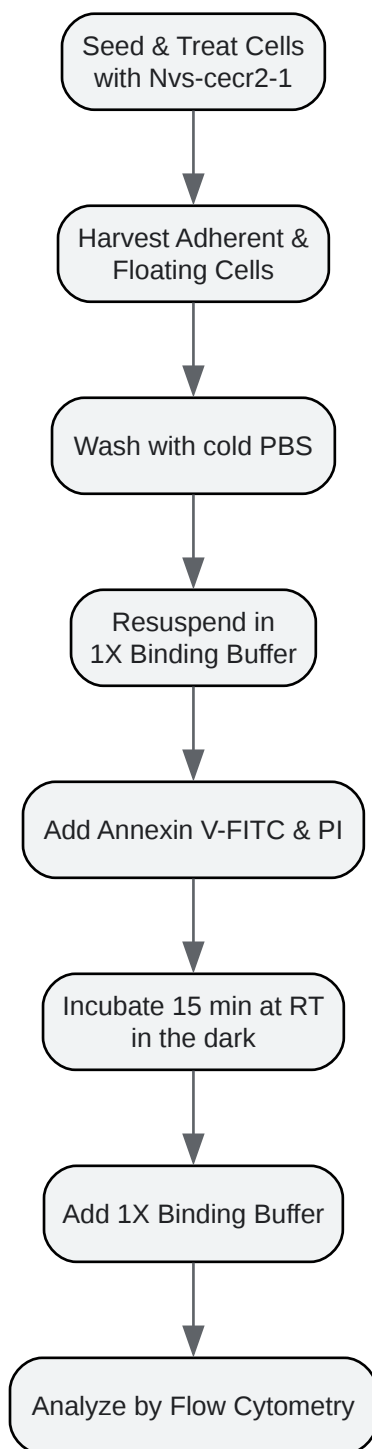 Seed & Treat Cells
with Nvs-cecr2-1
Harvest Adherent &
Floating Cells
Wash with cold PBS
Resuspend in
1X Binding Buffer
Add Annexin V-FITC & PI
Incubate 15 min at RT
in the dark
Add 1X Binding Buffer
Analyze by Flow Cytometry